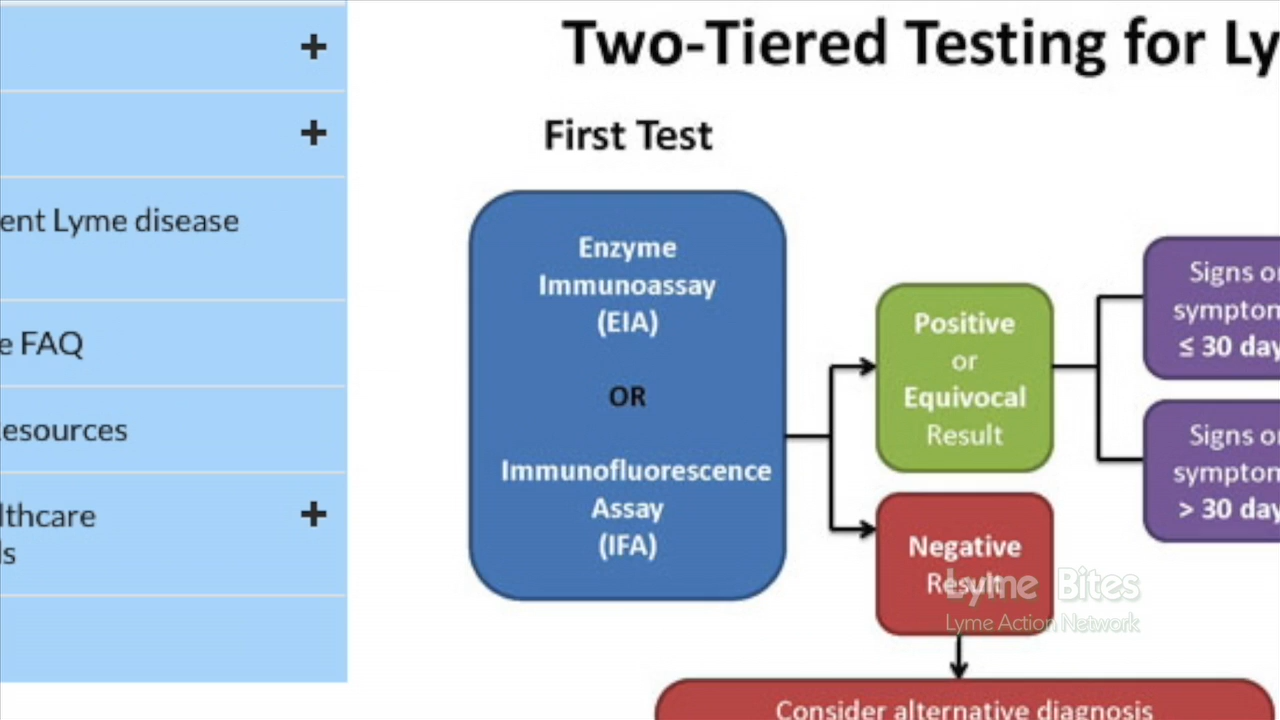 Two-Tiered Testing for Ly
First Test
ent Lyme disease
e FAQ
esources
lthcare
ls
Enzyme
Immunoassay
(EIA)
OR
Immunofluorescence
Assay
(IFA)
Positive
or
Equivocal
Result
Negative
Result
Signs or
symptom
≤ 30 day
Signs or
symptom
> 30 day
Consider alternative diagnosis
Lyme Bites
Lyme Action Network